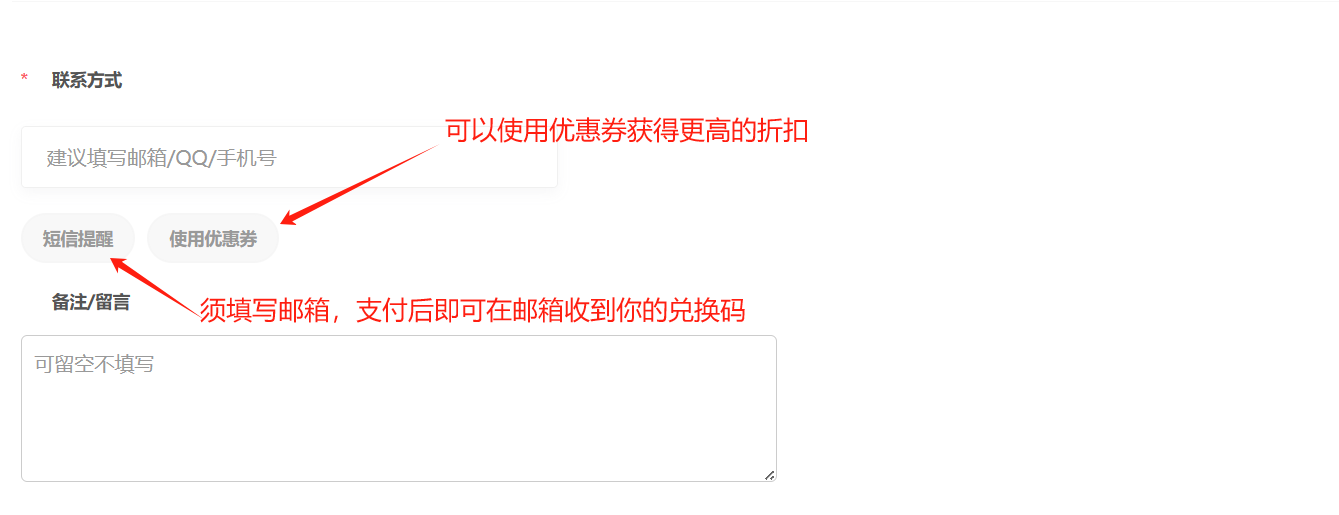 * 联系方式
可以使用优惠券获得更高的折扣
建议填写邮箱/QQ/手机号
短信提醒 使用优惠券
备注/留言
须填写邮箱，支付后即可在邮箱收到你的兑换码
可留空不填写